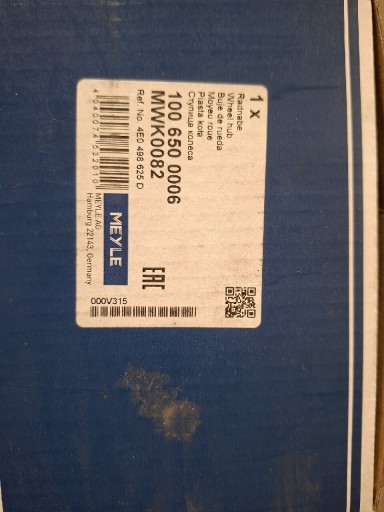 1 x
Radnabe
Wheel hub
Buje de rueda
Moyeu roue
Ступица колеса
Piasta koła
100 650 0006
MWK0082
Ref. No. 4E0 498 625 D
MEYLE
MEYLE AG
Hamburg 22143, Germany
EAC
000V315